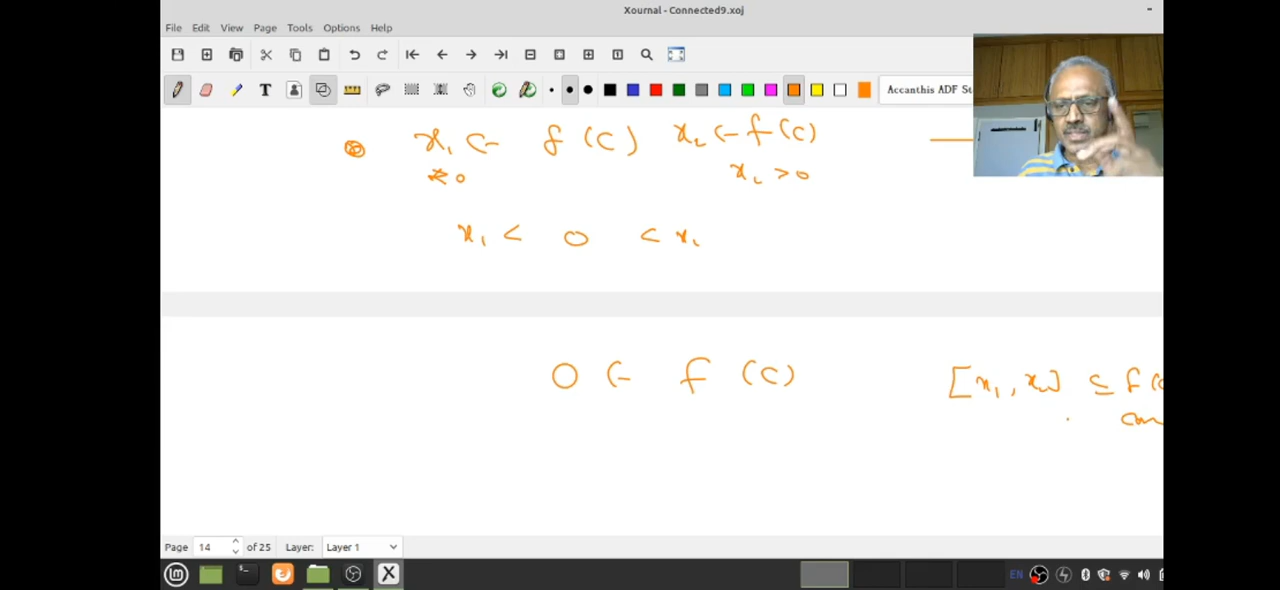 Xournal - Connected9.xoj
File Edit View Page Tools Options Help
T Accanthis ADF St
x₁ ∈ f(C) x₂ ∈ f(C)
< 0 x₂ > 0
x₁ < 0 < x₂
0 ∈ f(C) [x₁, x₂] ⊆ f(C
Page 14 of 25 Layer: Layer 1
EN